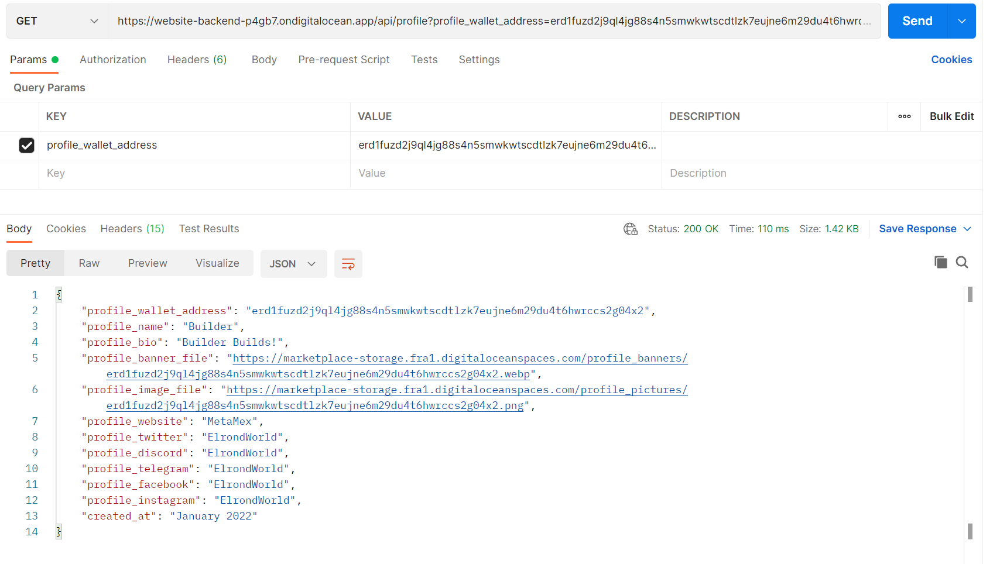 GET
https://website-backend-p4gb7.ondigitalocean.app/api/profile?profile_wallet_address=erd1fuzd2j9ql4jg88s4n5smwkwtscdtlzk7eujne6m29du4t6hwrc...
Send
Params
Authorization
Headers (6)
Body
Pre-request Script
Tests
Settings
Cookies
Query Params
KEY
VALUE
DESCRIPTION
ooo
Bulk Edit
profile_wallet_address
erd1fuzd2j9ql4jg88s4n5smwkwtscdtlzk7eujne6m29du4t6...
Key
Value
Description
Body
Cookies
Headers (15)
Test Results
Status: 200 OK
Time: 110 ms
Size: 1.42 KB
Save Response
Pretty
Raw
Preview
Visualize
JSON
1 {
2 "profile_wallet_address": "erd1fuzd2j9ql4jg88s4n5smwkwtscdtlzk7eujne6m29du4t6hwrccs2g04x2",
3 "profile_name": "Builder",
4 "profile_bio": "Builder Builds!",
5 "profile_banner_file": "https://marketplace-storage.fra1.digitaloceanspaces.com/profile_banners/
erd1fuzd2j9ql4jg88s4n5smwkwtscdtlzk7eujne6m29du4t6hwrccs2g04x2.webp",
6 "profile_image_file": "https://marketplace-storage.fra1.digitaloceanspaces.com/profile_pictures/
erd1fuzd2j9ql4jg88s4n5smwkwtscdtlzk7eujne6m29du4t6hwrccs2g04x2.png",
7 "profile_website": "MetaMex",
8 "profile_twitter": "ElrondWorld",
9 "profile_discord": "ElrondWorld",
10 "profile_telegram": "ElrondWorld",
11 "profile_facebook": "ElrondWorld",
12 "profile_instagram": "ElrondWorld",
13 "created_at": "January 2022"
14 }